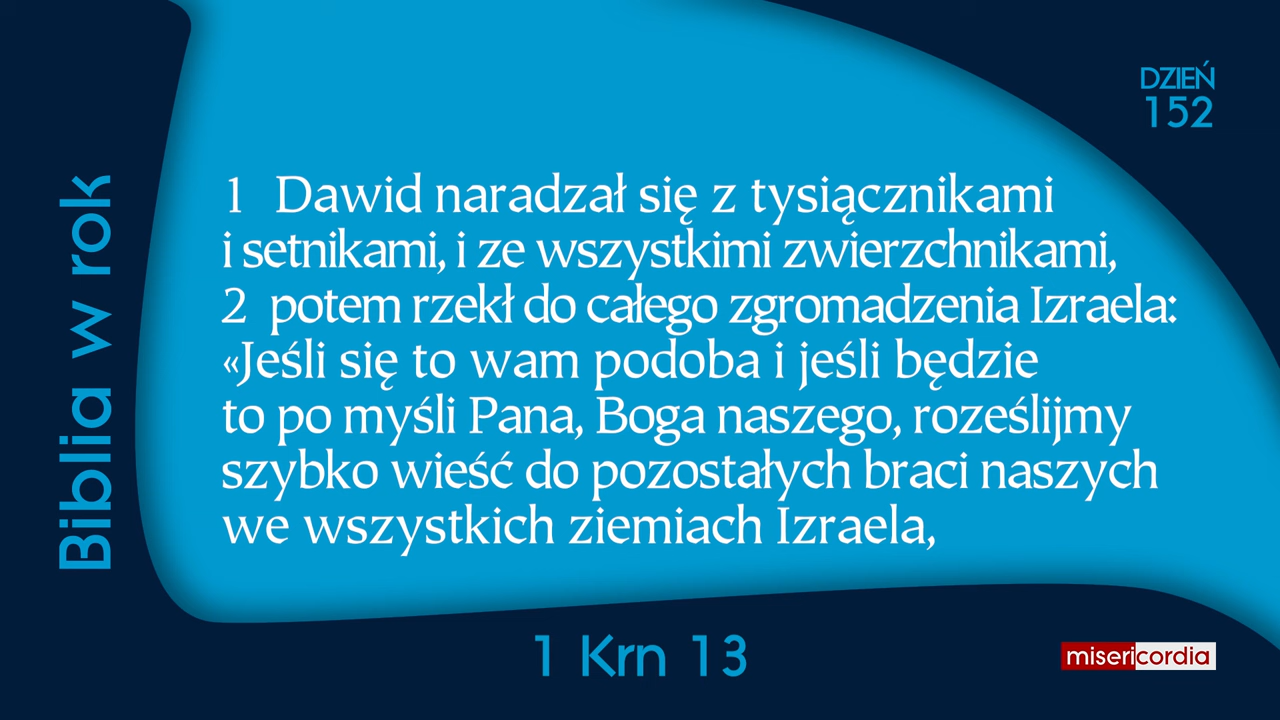 DZIEŃ
152
Biblia w rok
1 Dawid naradzał się z tysiącznikami
i setnikami, i ze wszystkimi zwierzchnikami,
2 potem rzekł do całego zgromadzenia Izraela:
«Jeśli się to wam podoba i jeśli będzie
to po myśli Pana, Boga naszego, roześlijmy
szybko wieść do pozostałych braci naszych
we wszystkich ziemiach Izraela,
1 Krn 13
misericordia